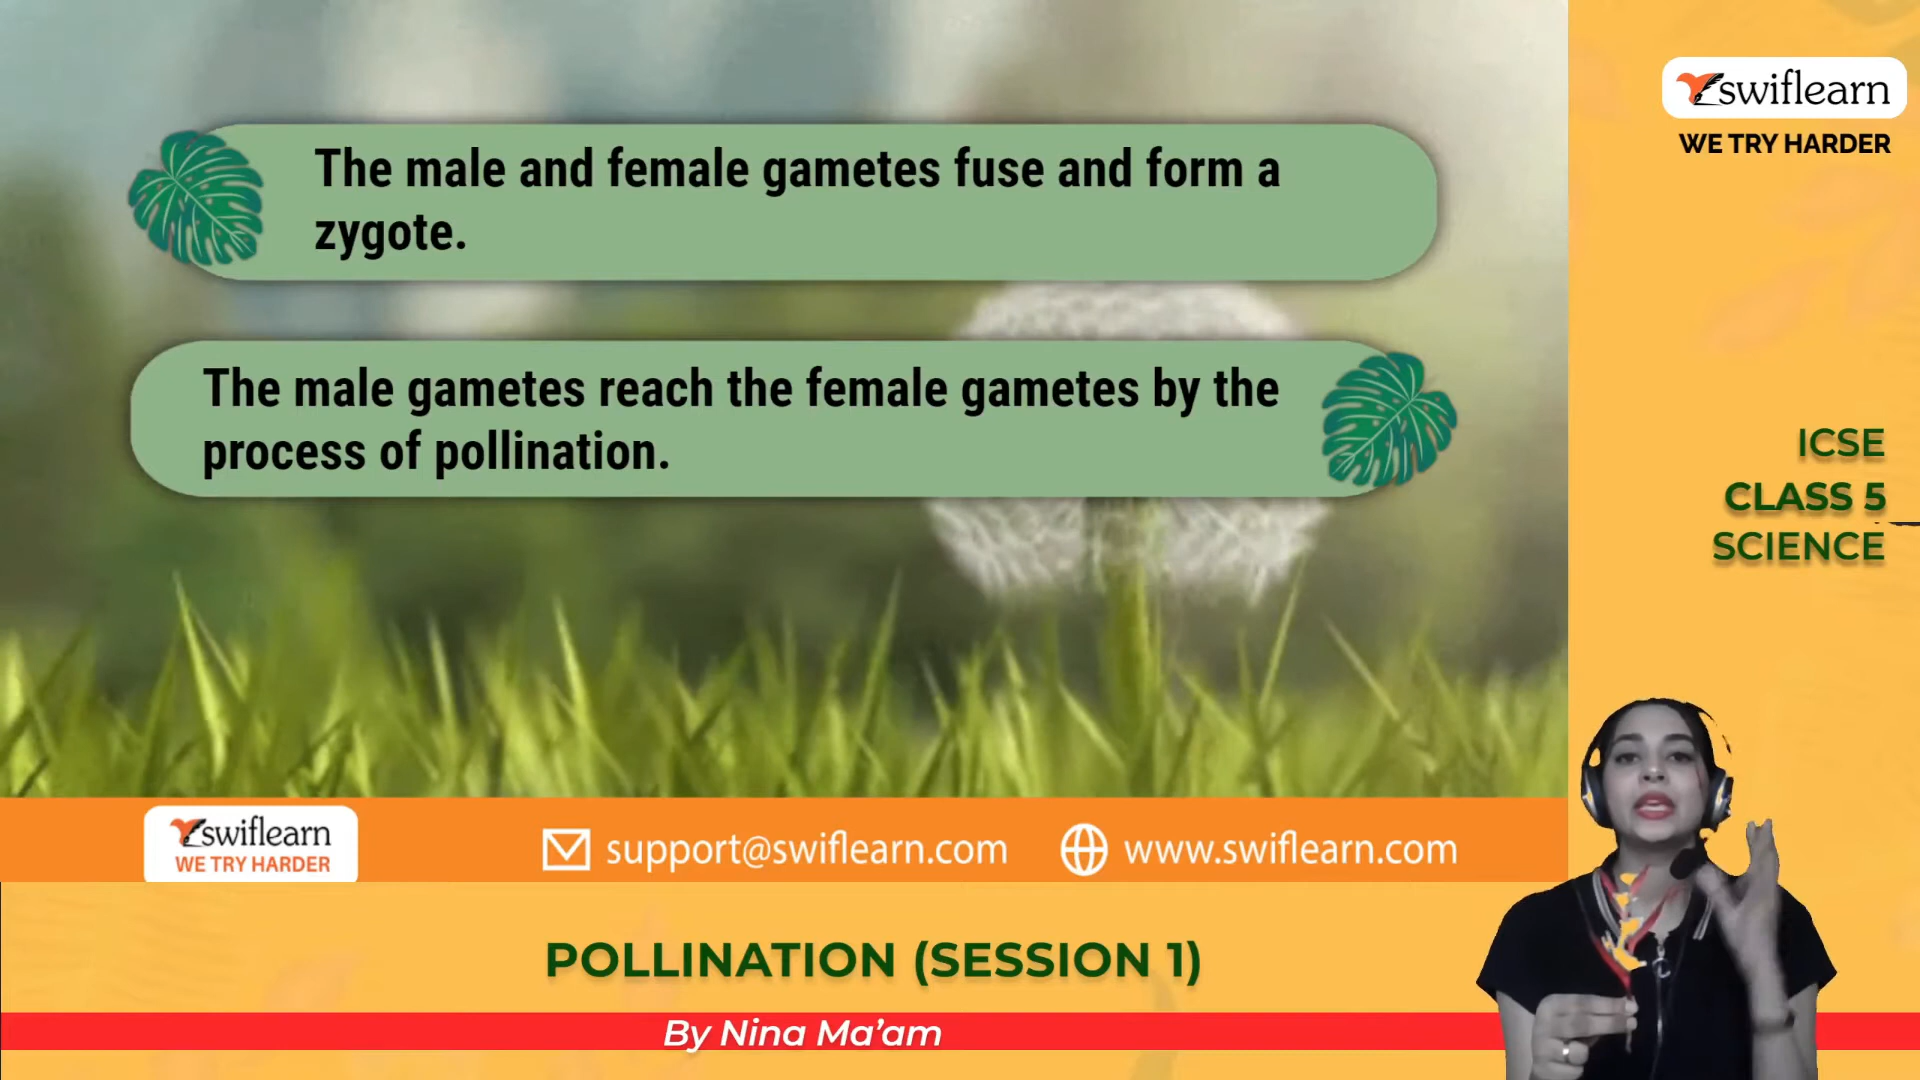 The male and female gametes fuse and form a
zygote.
The male gametes reach the female gametes by the
process of pollination.
swiflearn
WE TRY HARDER
ICSE
CLASS 5
SCIENCE
swiflearn
WE TRY HARDER
support@swiflearn.com
www.swiflearn.com
POLLINATION (SESSION 1)
By Nina Ma’am